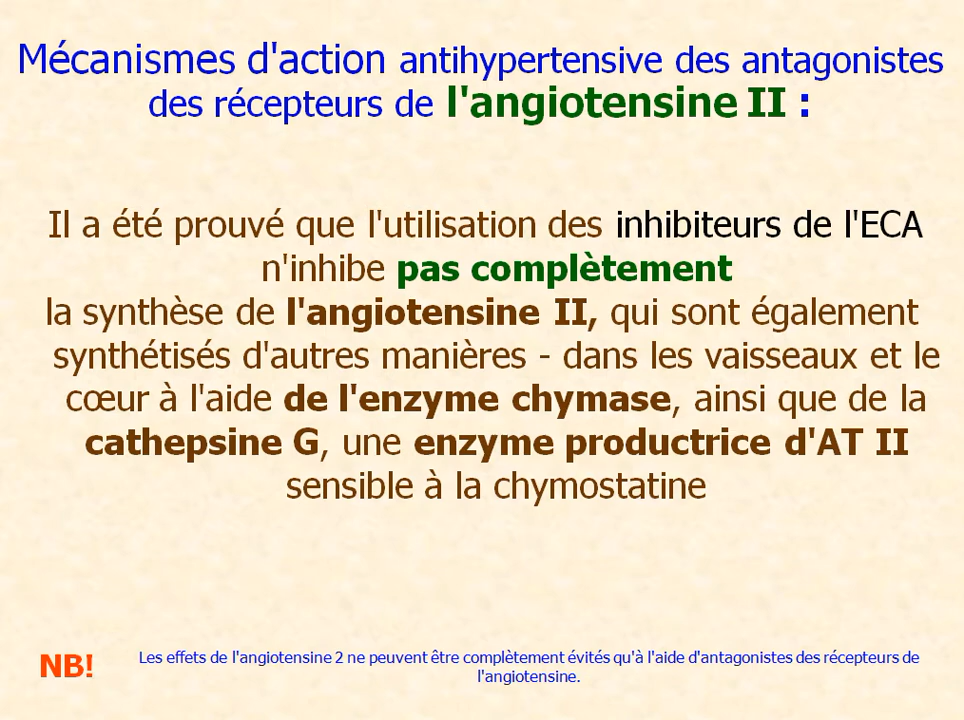 Mécanismes d'action antihypertensive des antagonistes
des récepteurs de l'angiotensine II :
Il a été prouvé que l'utilisation des inhibiteurs de l'ECA
n'inhibe pas complètement
la synthèse de l'angiotensine II, qui sont également
synthétisés d'autres manières - dans les vaisseaux et le
cœur à l'aide de l'enzyme chymase, ainsi que de la
cathepsine G, une enzyme productrice d'AT II
sensible à la chymostatine
NB!
Les effets de l'angiotensine 2 ne peuvent être complètement évités qu'à l'aide d'antagonistes des récepteurs de
l'angiotensine.